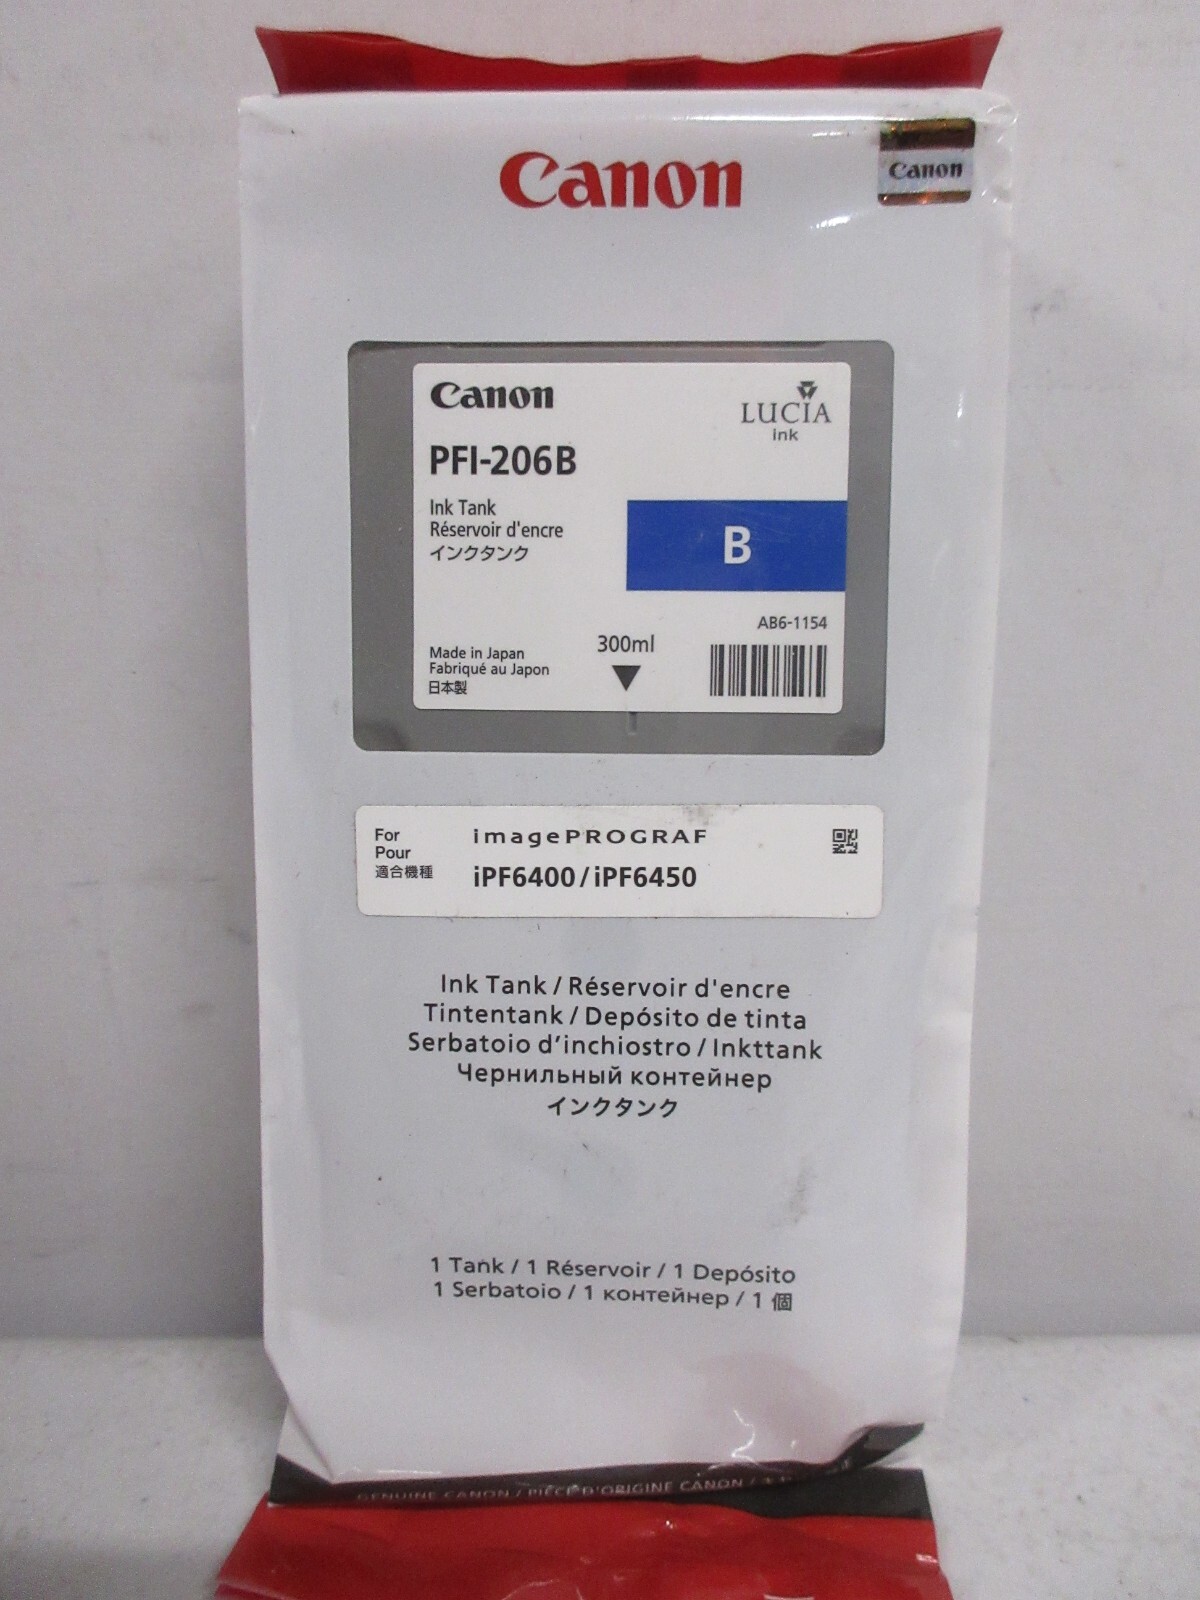 Canon
Canon
Canon
LUCIA
ink
PFI-206B
Ink Tank
Réservoir d'encre
インクタンク
B
AB6-1154
300ml
Made in Japan
Fabriqué au Japon
日本製
For
Pour
適合機種
imagePROGRAF
iPF6400/iPF6450
Ink Tank / Réservoir d'encre
Tintentank / Depósito de tinta
Serbatoio d’inchiostro / Inkttank
Чернильный контейнер
インクタンク
1 Tank / 1 Réservoir / 1 Depósito
1 Serbatoio / 1 контейнер / 1 個
GENUINE CANON / PIÈCE D'ORIGINE CANON /